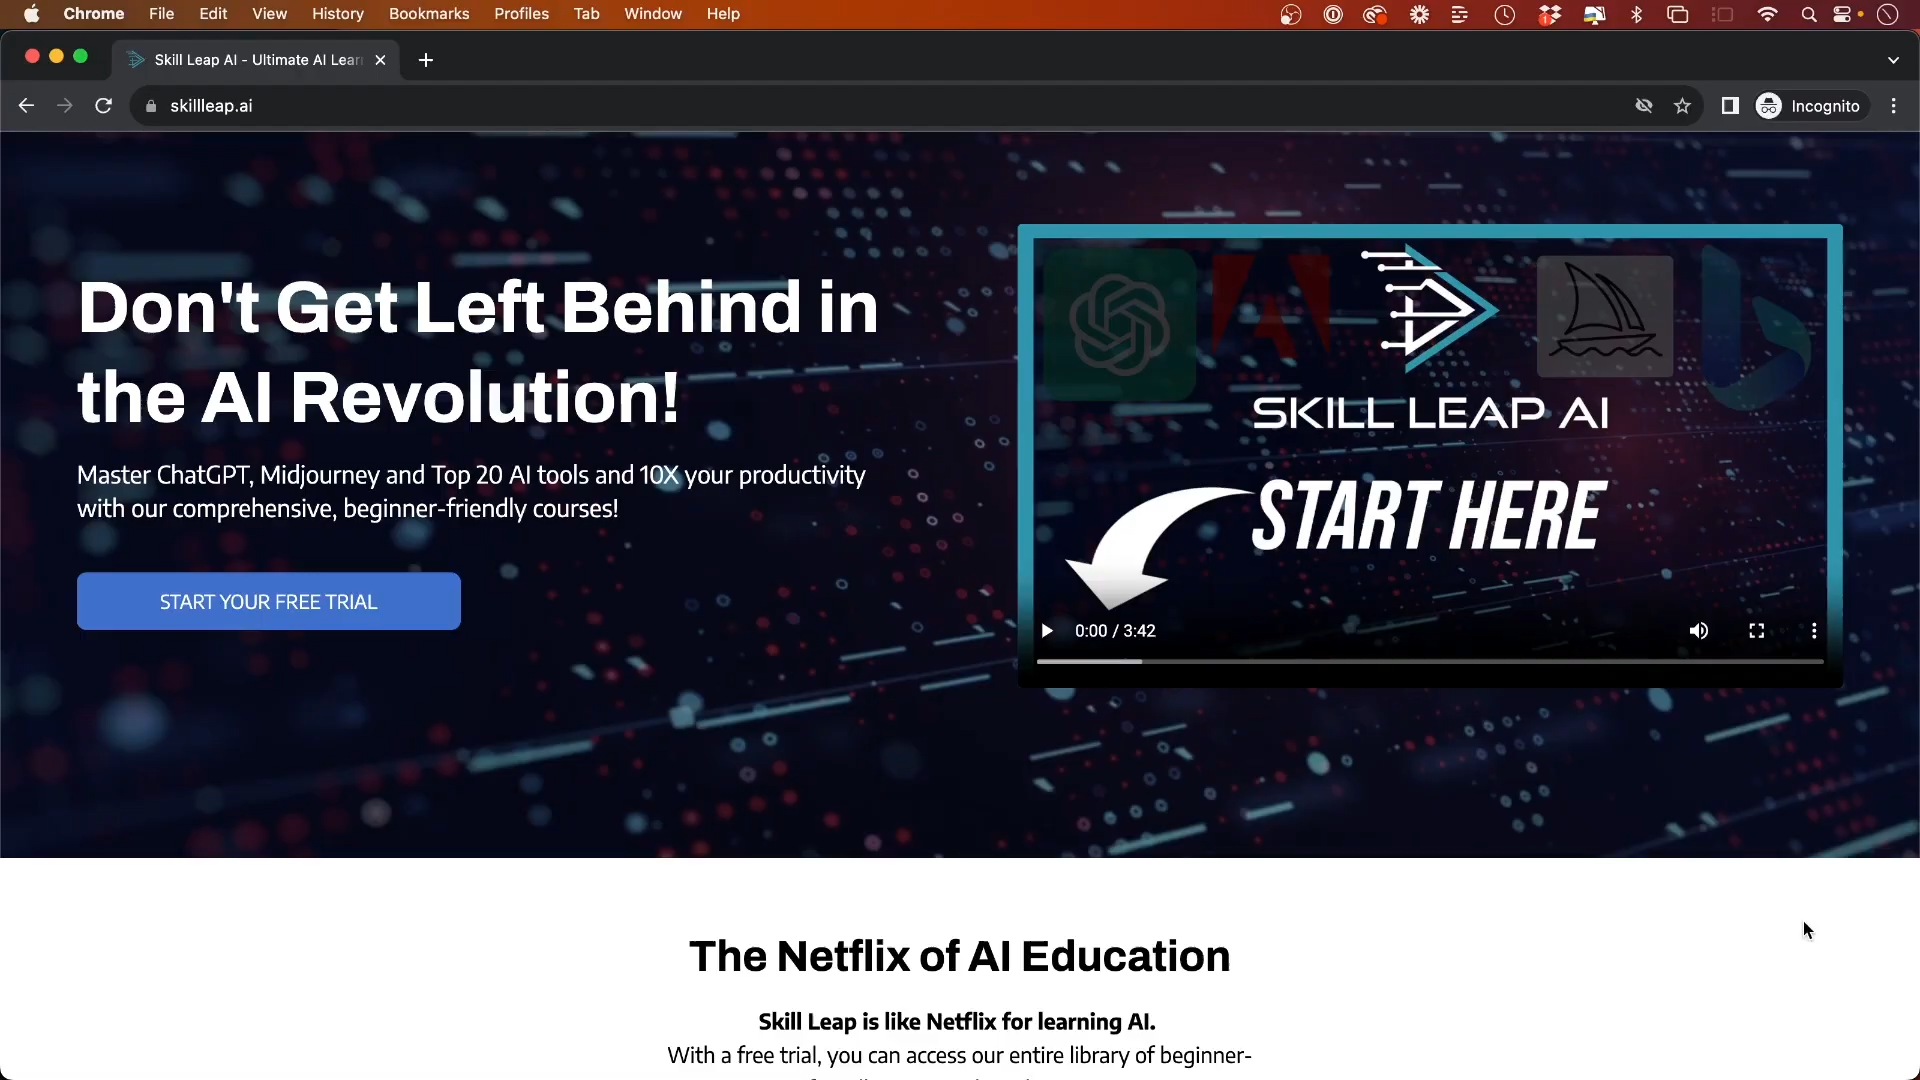 Chrome File Edit View History Bookmarks Profiles Tab Window Help
Skill Leap AI - Ultimate AI Lear
skillleap.ai
Incognito
Don't Get Left Behind in
the AI Revolution!
Master ChatGPT, Midjourney and Top 20 AI tools and 10X your productivity
with our comprehensive, beginner-friendly courses!
START YOUR FREE TRIAL
SKILL LEAP AI
START HERE
0:00 / 3:42
The Netflix of AI Education
Skill Leap is like Netflix for learning AI.
With a free trial, you can access our entire library of beginner-